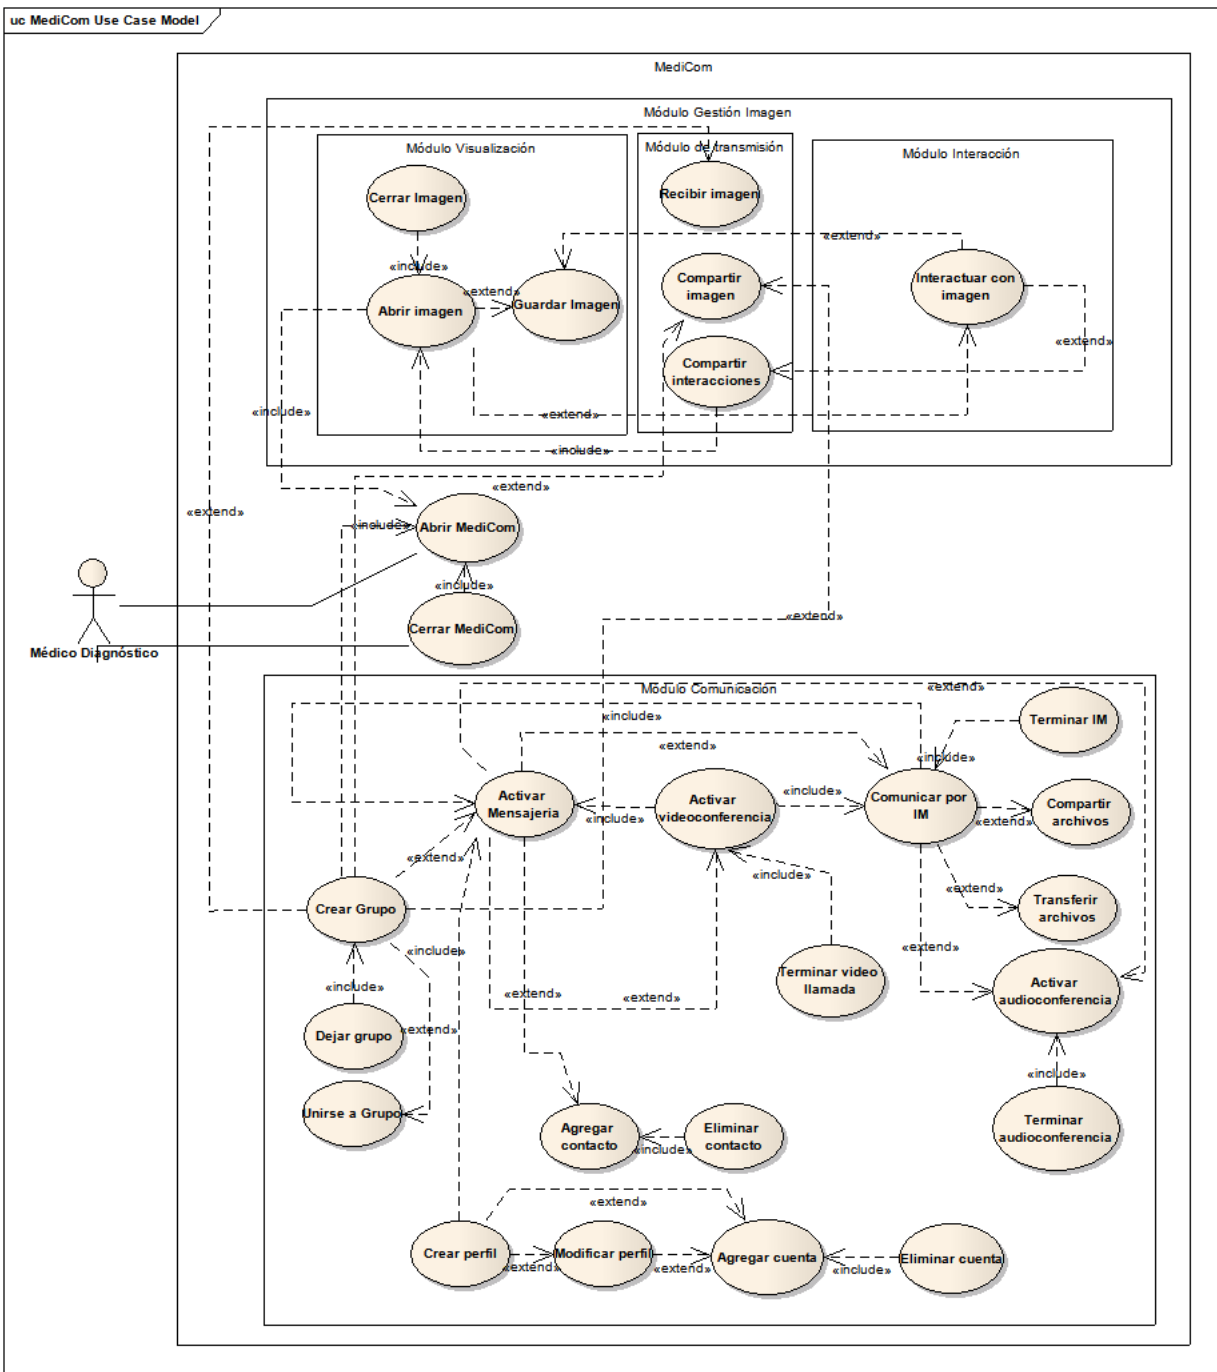 uc MediCom Use Case Model
MediCom
Módulo Gestión Imagen
Módulo Visualización
Módulo de transmisión
Módulo Interacción
Cerrar Imagen
Recibir imagen
«extend»
«include»
Compartir
imagen
Interactuar con
imagen
«extend»
Abrir imagen
Guardar Imagen
«extend»
Compartir
interacciones
«include»
«extend»
«include»
«extend»
«extend»
«include»
Abrir MediCom
«include»
«extend»
Cerrar MediCom
Médico Diagnóstico
Módulo Comunicación
«extend»
«include»
Terminar IM
«extend»
«include»
Activar
Mensajeria
Activar
videoconferencia
«include»
Comunicar por
IM
Compartir
archivos
«include»
«extend»
«extend»
«include»
«extend»
Crear Grupo
Transferir
archivos
«include»
«extend»
Terminar video
llamada
Activar
audioconferencia
«include»
«extend»
«extend»
«extend»
Dejar grupo
«include»
Unirse a Grupo
Agregar
contacto
Eliminar
contacto
Terminar
audioconferencia
«include»
«extend»
Crear perfil
Modificar perfil
Agregar cuenta
Eliminar cuenta
«extend»
«extend»
«include»